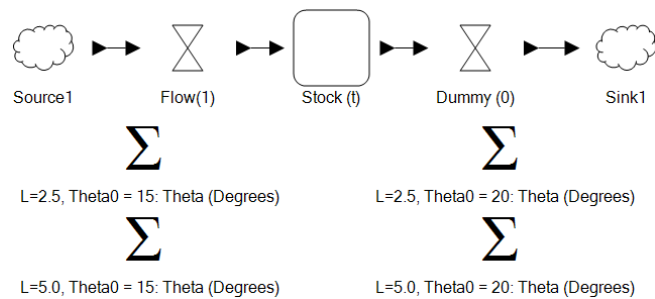 Source1 Flow(1) Stock (t) Dummy (0) Sink1
Σ Σ
L=2.5, Theta0 = 15: Theta (Degrees) L=2.5, Theta0 = 20: Theta (Degrees)
Σ Σ
L=5.0, Theta0 = 15: Theta (Degrees) L=5.0, Theta0 = 20: Theta (Degrees)